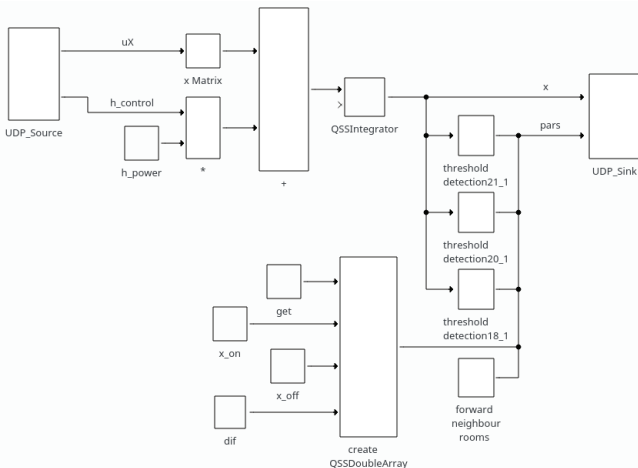 uX
x Matrix
x
h_control
pars
UDP_Source
QSSIntegrator
h_power
*
threshold
detection21_1
UDP_Sink
+
threshold
detection20_1
get
threshold
detection18_1
x_on
x_off
forward
neighbour
rooms
dif
create
QSSDoubleArray